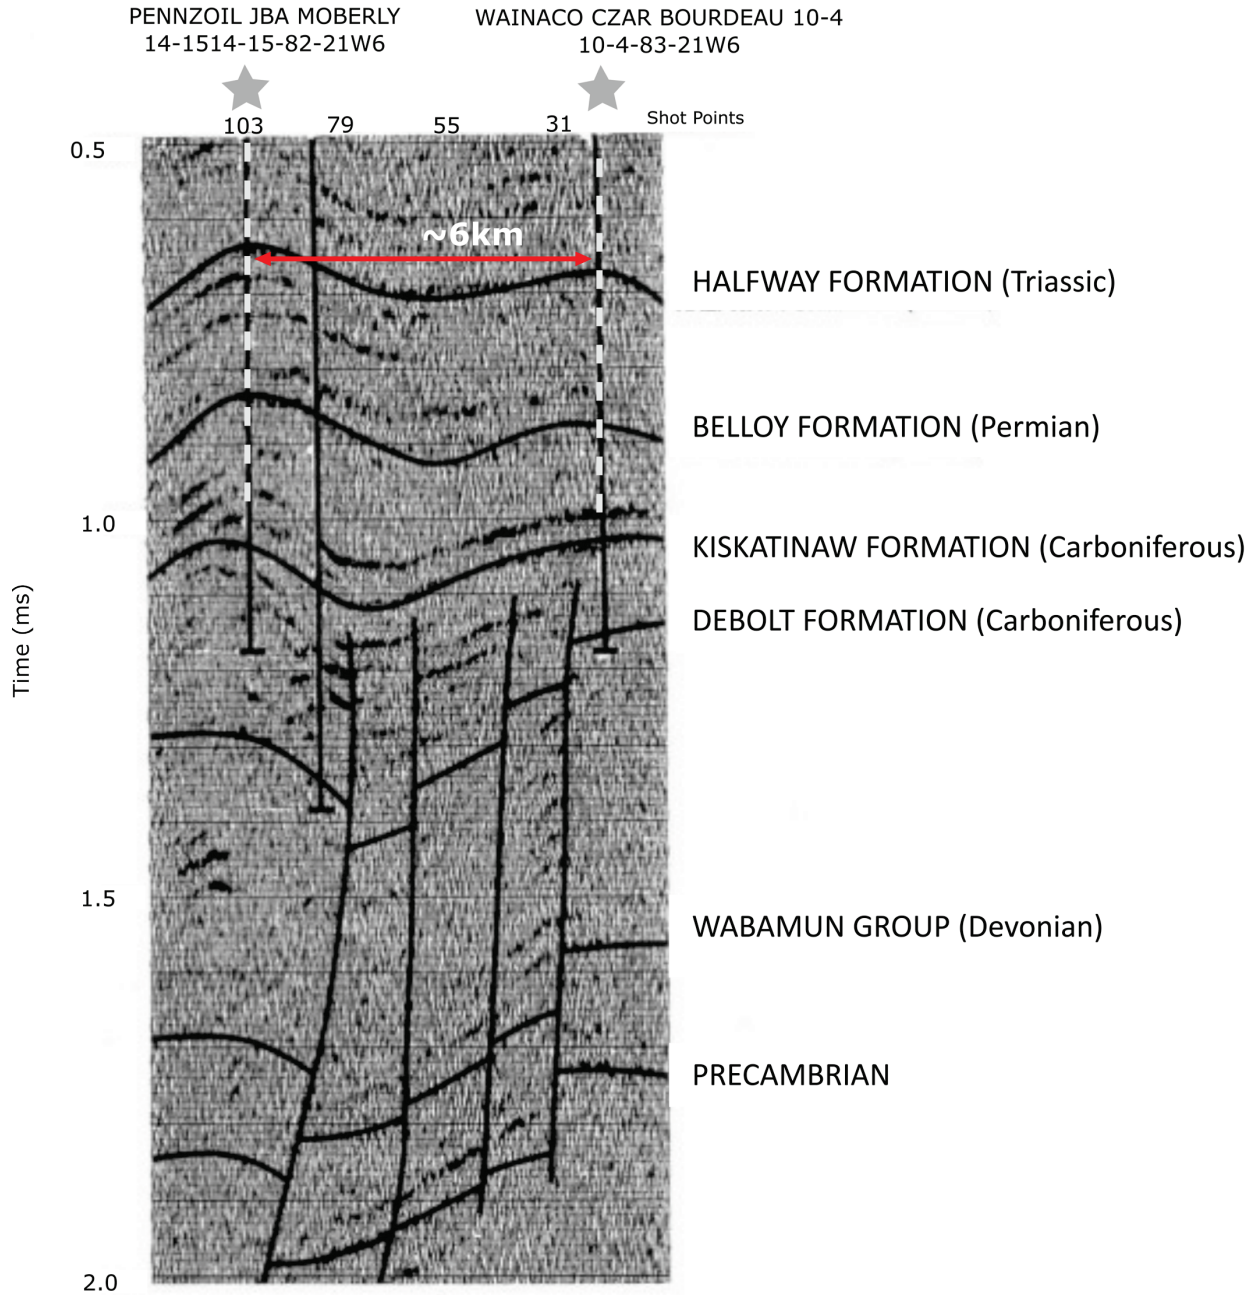 PENNZOIL JBA MOBERLY
14-1514-15-82-21W6
WAINACO CZAR BOURDEAU 10-4
10-4-83-21W6
103 79 55 31 Shot Points
0.5
~6km
HALFWAY FORMATION (Triassic)
BELLOY FORMATION (Permian)
1.0
KISKATINAW FORMATION (Carboniferous)
DEBOLT FORMATION (Carboniferous)
Time (ms)
1.5
WABAMUN GROUP (Devonian)
PRECAMBRIAN
2.0